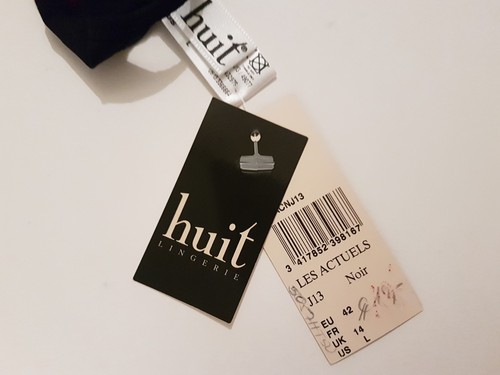 huit
huit
LINGERIE
CNJ13
3 417852 398167
LES ACTUELS
J13 Noir
EU 42
FR
UK 14
US L